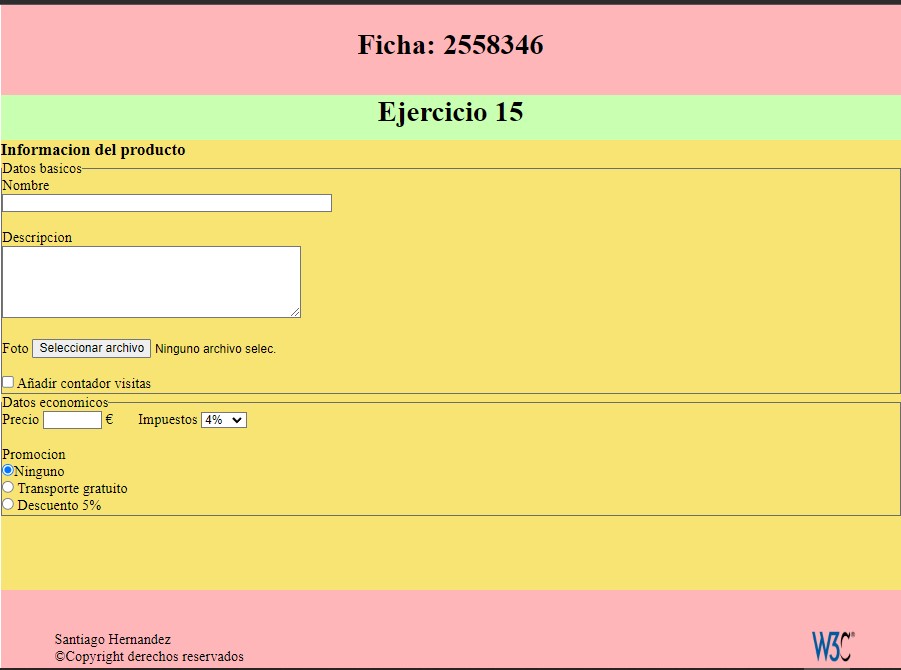 Ficha: 2558346
Ejercicio 15
Informacion del producto
Datos basicos
Nombre
Descripcion
Foto Seleccionar archivo Ninguno archivo selec.
Añadir contador visitas
Datos economicos
Precio € Impuestos 4%
Promocion
Ninguno
Transporte gratuito
Descuento 5%
Santiago Hernandez
©Copyright derechos reservados
W3C®